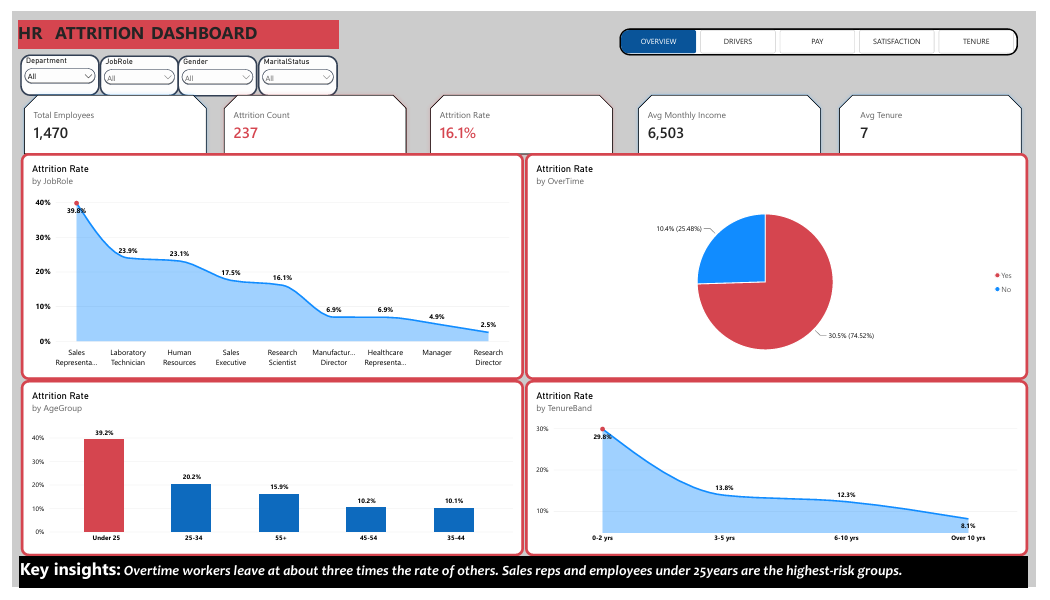 HR ATTRITION DASHBOARD
OVERVIEW DRIVERS PAY SATISFACTION TENURE
Department JobRole Gender MaritalStatus
All All All All
Total Employees Attrition Count Attrition Rate Avg Monthly Income Avg Tenure
1,470 237 16.1% 6,503 7
Attrition Rate
by JobRole
40%
30%
20%
10%
0%
39.8% 23.9% 23.1% 17.5% 16.1% 6.9% 6.9% 4.9% 2.5%
Sales Laboratory Human Sales Research Manufactur... Healthcare Manager Research
Representa... Technician Resources Executive Scientist Director Representa... Director
Attrition Rate
by OverTime
10.4% (25.48%)
30.5% (74.52%)
Yes
No
Attrition Rate
by AgeGroup
40%
30%
20%
10%
0%
39.2% 20.2% 15.9% 10.2% 10.1%
Under 25 25-34 55+ 45-54 35-44
Attrition Rate
by TenureBand
30%
20%
10%
29.8% 13.8% 12.3% 8.1%
0-2 yrs 3-5 yrs 6-10 yrs Over 10 yrs
Key insights: Overtime workers leave at about three times the rate of others. Sales reps and employees under 25years are the highest-risk groups.